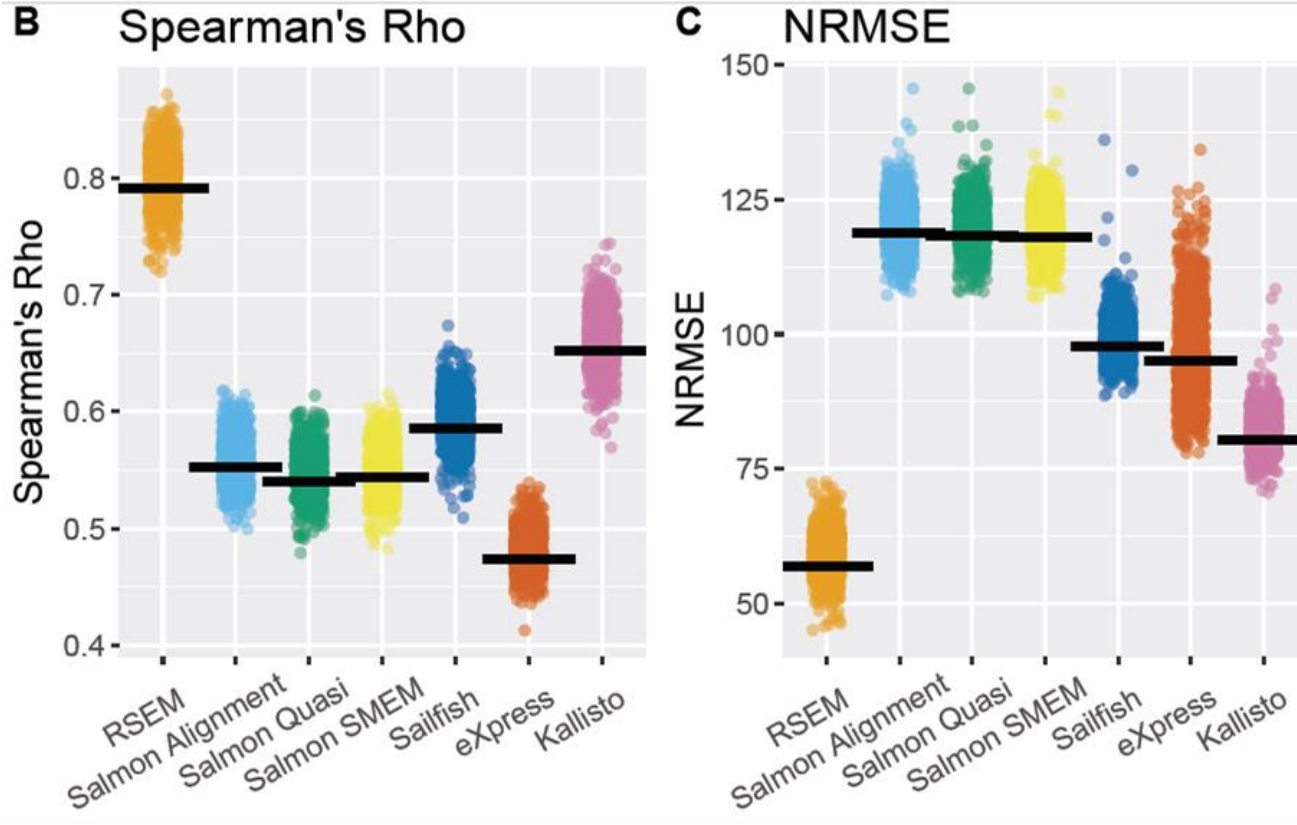 B Spearman's Rho
Spearman's Rho
0.8
0.7
0.6
0.5
0.4
RSEM
Salmon Alignment
Salmon Quasi
Salmon SMEM
Sailfish
eXpress
Kallisto
C NRMSE
NRMSE
150
125
100
75
50
RSEM
Salmon Alignment
Salmon Quasi
Salmon SMEM
Sailfish
eXpress
Kallisto